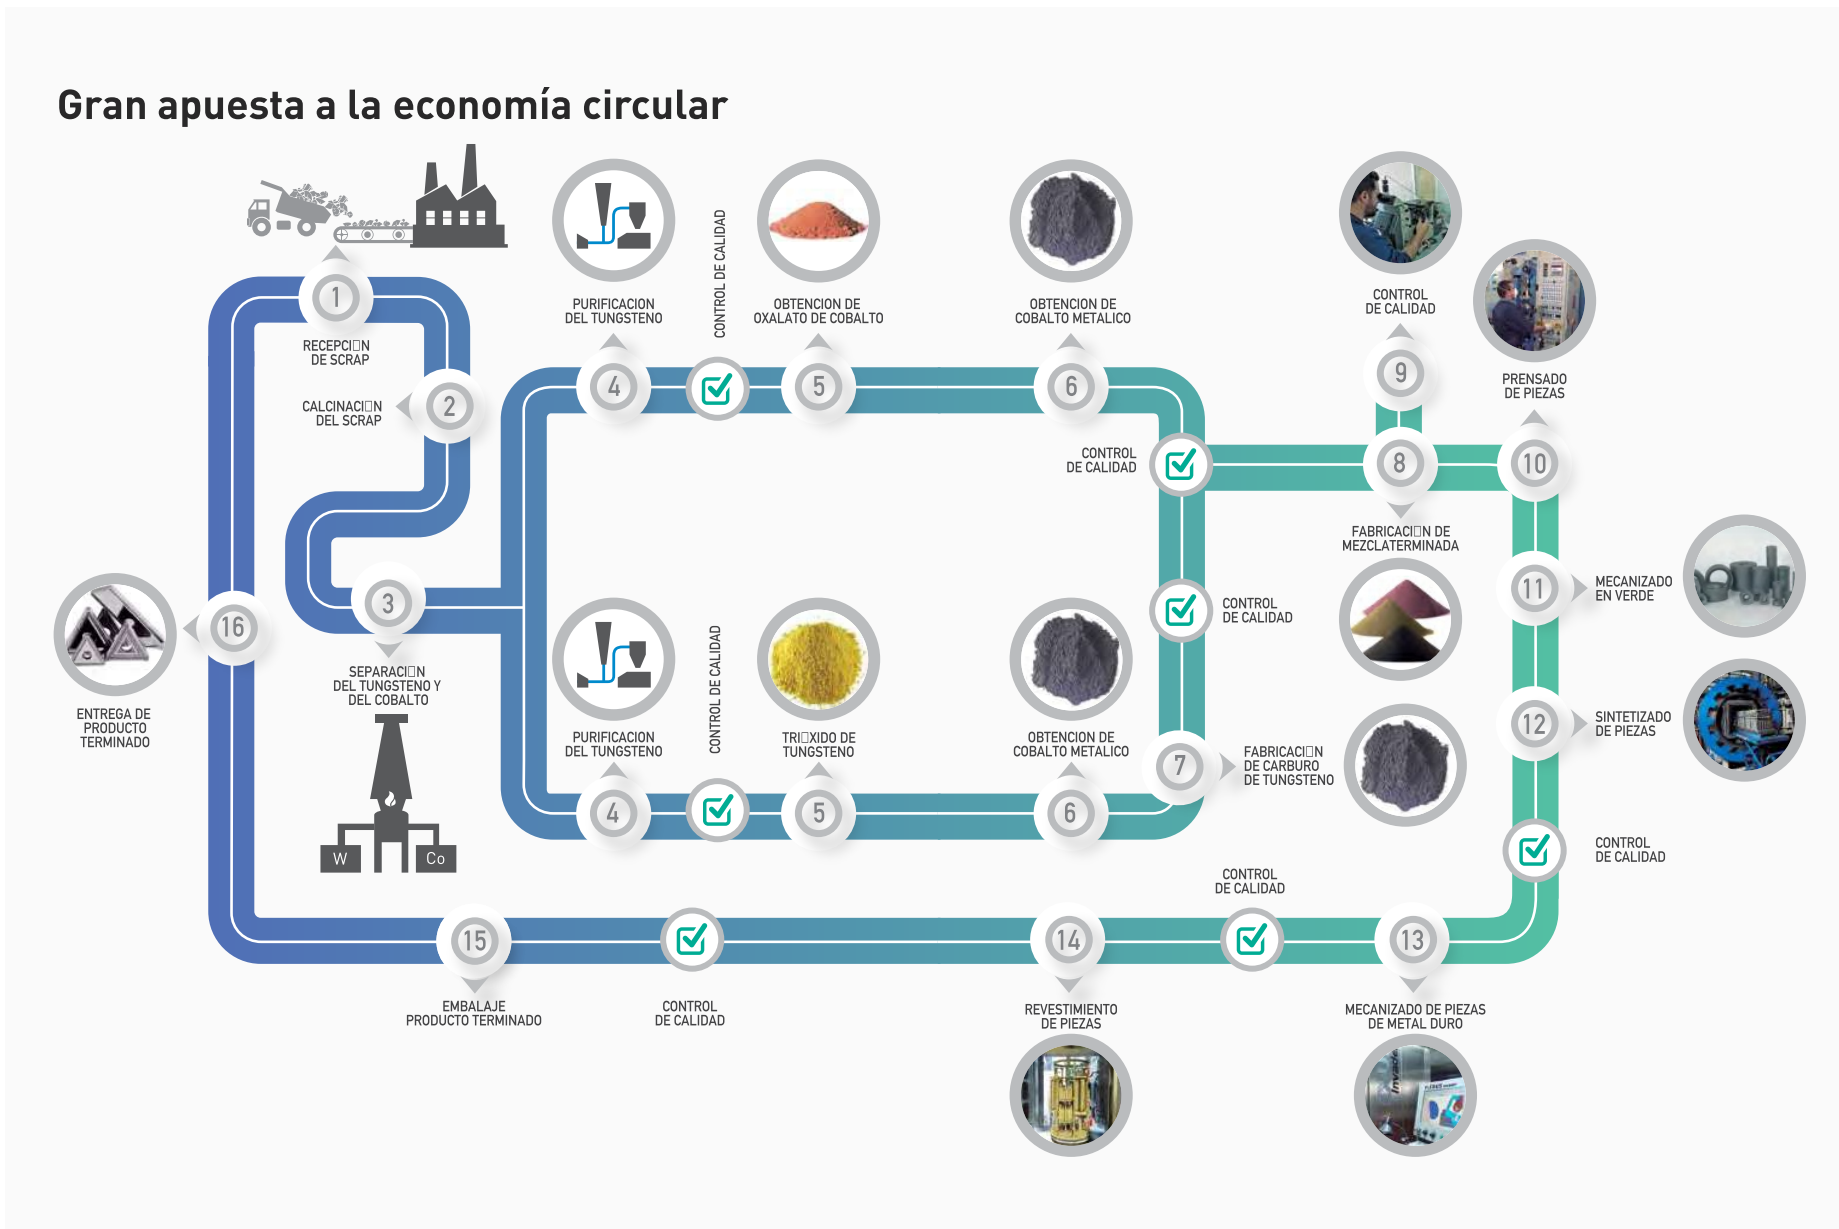 Gran apuesta a la economía circular
1
RECEPCI□N
DE SCRAP
2
CALCINACI□N
DEL SCRAP
3
SEPARACI□N
DEL TUNGSTENO Y
DEL COBALTO
W
Co
PURIFICACION
DEL TUNGSTENO
4
CONTROL DE CALIDAD
OBTENCION DE
OXALATO DE COBALTO
5
OBTENCION DE
COBALTO METALICO
6
CONTROL
DE CALIDAD
PURIFICACION
DEL TUNGSTENO
4
CONTROL DE CALIDAD
TRI□XIDO DE
TUNGSTENO
5
OBTENCION DE
COBALTO METALICO
6
7
FABRICACI□N
DE CARBURO
DE TUNGSTENO
CONTROL
DE CALIDAD
8
FABRICACI□N DE
MEZCLATERMINADA
CONTROL
DE CALIDAD
9
PRENSADO
DE PIEZAS
10
11
MECANIZADO
EN VERDE
12
SINTETIZADO
DE PIEZAS
CONTROL
DE CALIDAD
13
MECANIZADO DE PIEZAS
DE METAL DURO
CONTROL
DE CALIDAD
14
REVESTIMIENTO
DE PIEZAS
CONTROL
DE CALIDAD
15
EMBALAJE
PRODUCTO TERMINADO
16
ENTREGA DE
PRODUCTO
TERMINADO